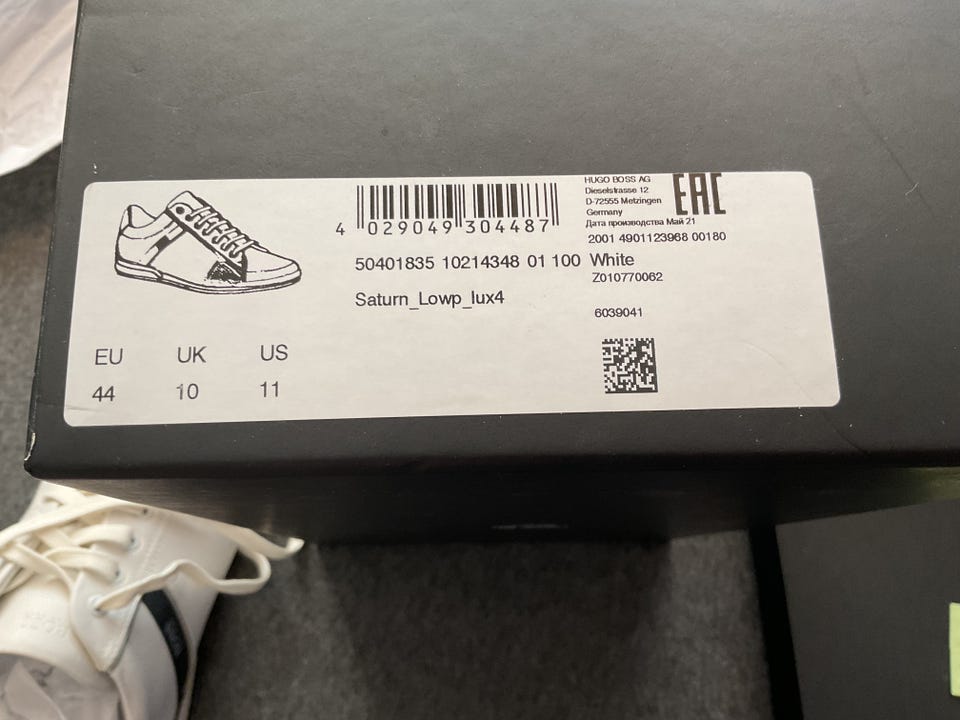 HUGO BOSS AG
Dieselstrasse 12
D-72555 Metzingen
Germany
Дата производства Май 21
EAC
4 029049 304487
2001 4901123968 00180
50401835 10214348 01 100 White
Z010770062
Saturn_Lowp_lux4
6039041
EU UK US
44 10 11